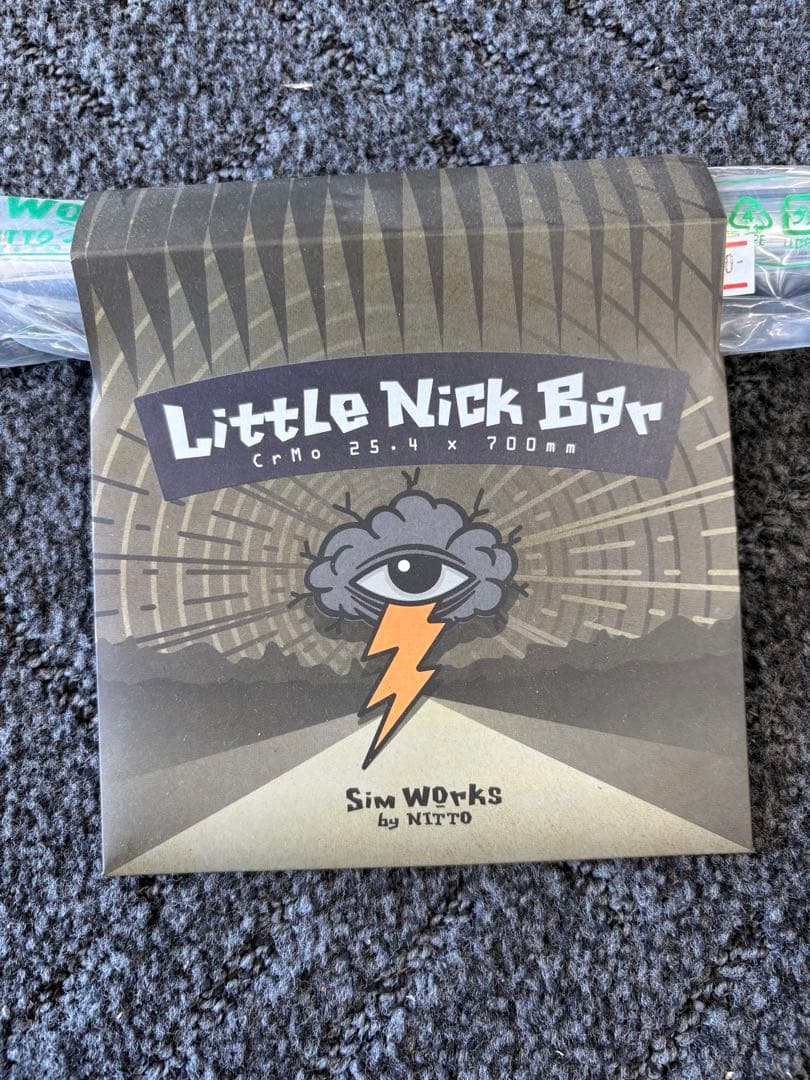 Little Nick Bar
CrMo 25.4 x 700mm
Sim Works
by NITTO